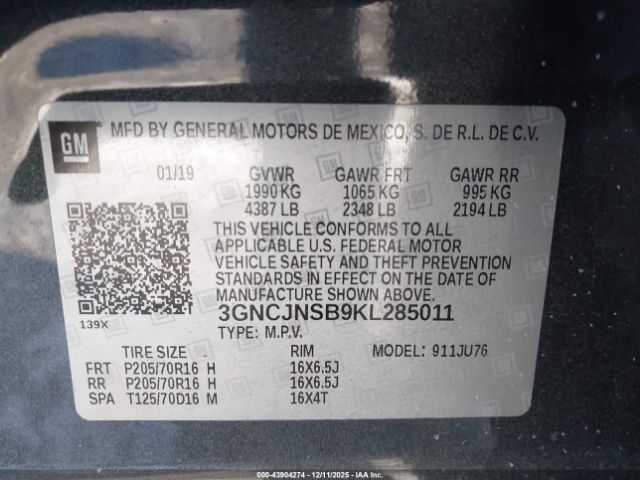 GM
MFD BY GENERAL MOTORS DE MEXICO, S. DE R.L. DE C.V.
01/19 GVWR GAWR FRT GAWR RR
1990 KG 1065 KG 995 KG
4387 LB 2348 LB 2194 LB
THIS VEHICLE CONFORMS TO ALL
APPLICABLE U.S. FEDERAL MOTOR
VEHICLE SAFETY AND THEFT PREVENTION
STANDARDS IN EFFECT ON THE DATE OF
MANUFACTURE SHOWN ABOVE.
139X
3GNCJNSB9KL285011
TYPE: M.P.V.
TIRE SIZE RIM MODEL: 911JU76
FRT P205/70R16 H 16X6.5J
RR P205/70R16 H 16X6.5J
SPA T125/70D16 M 16X4T
© 43904274 - 12/11/2025 - IAA Inc.